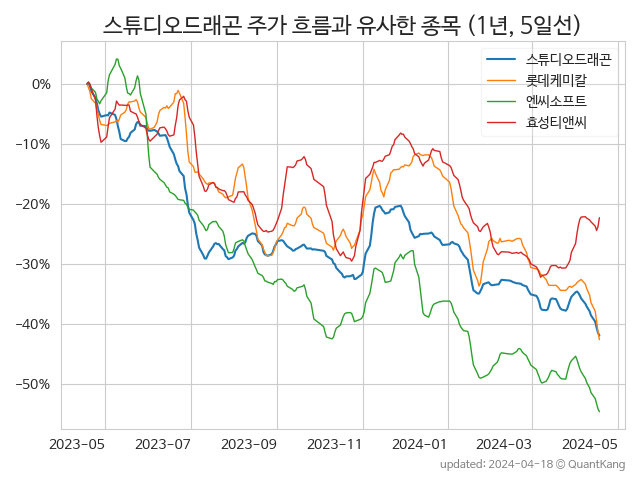 스튜디오드래곤 주가 흐름과 유사한 종목 (1년, 5일선)
스튜디오드래곤
롯데케미칼
엔씨소프트
효성티앤씨
0%
−10%
−20%
−30%
−40%
−50%
2023-05 2023-07 2023-09 2023-11 2024-01 2024-03 2024-05
updated: 2024-04-18 © QuantKang